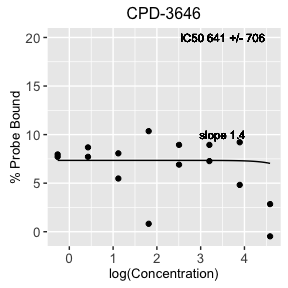 CPD-3646
IC50 641 +/- 706
slope 1.4
% Probe Bound
20
15
10
5
0
0 1 2 3 4
log(Concentration)